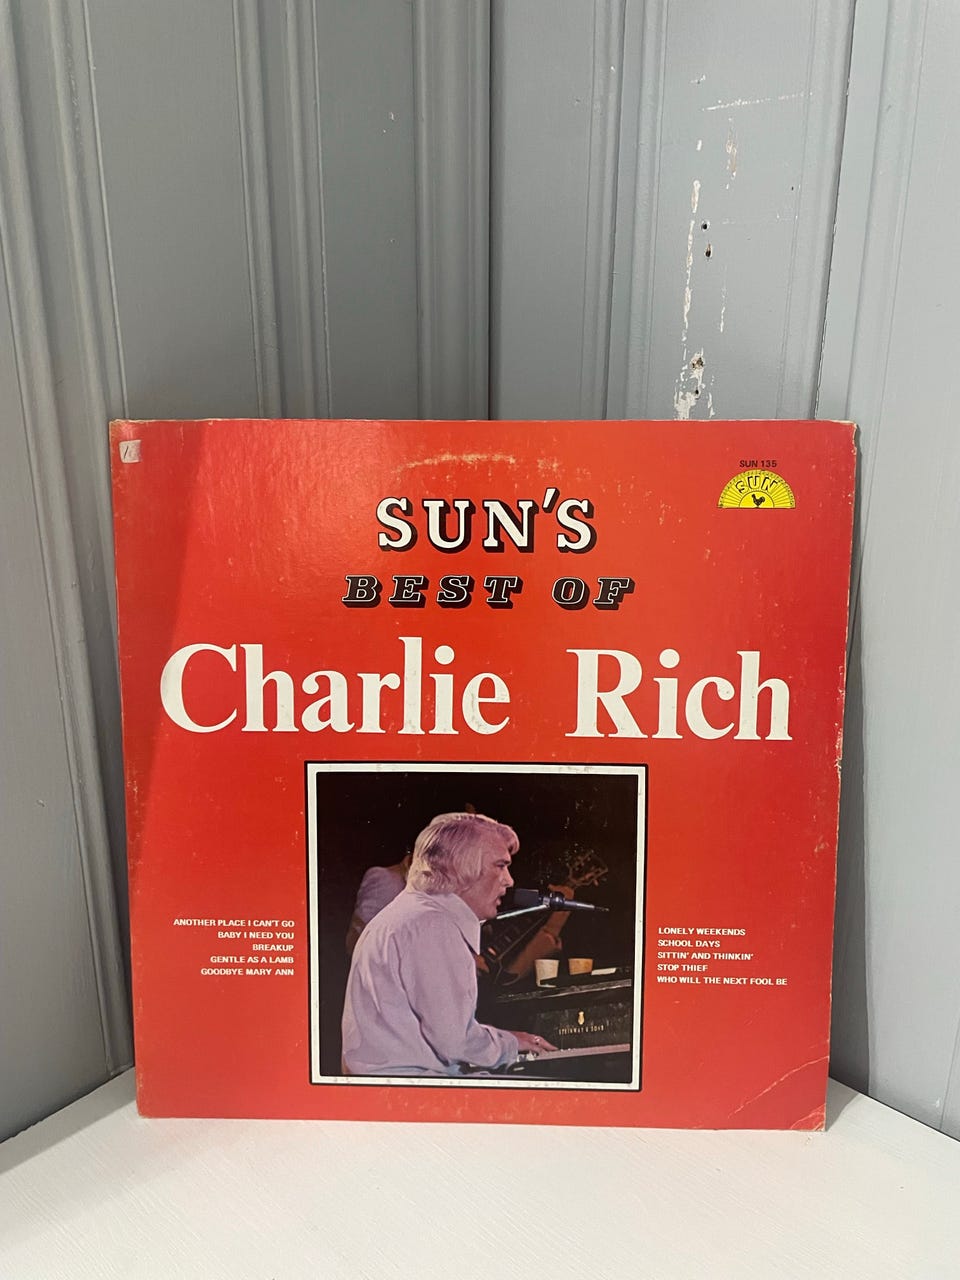 SUN 135
SUN
SUN'S
BEST OF
Charlie Rich
ANOTHER PLACE I CAN'T GO
BABY I NEED YOU
BREAKUP
GENTLE AS A LAMB
GOODBYE MARY ANN
LONELY WEEKENDS
SCHOOL DAYS
SITTIN' AND THINKIN'
STOP THIEF
WHO WILL THE NEXT FOOL BE
STEINWAY & SONS